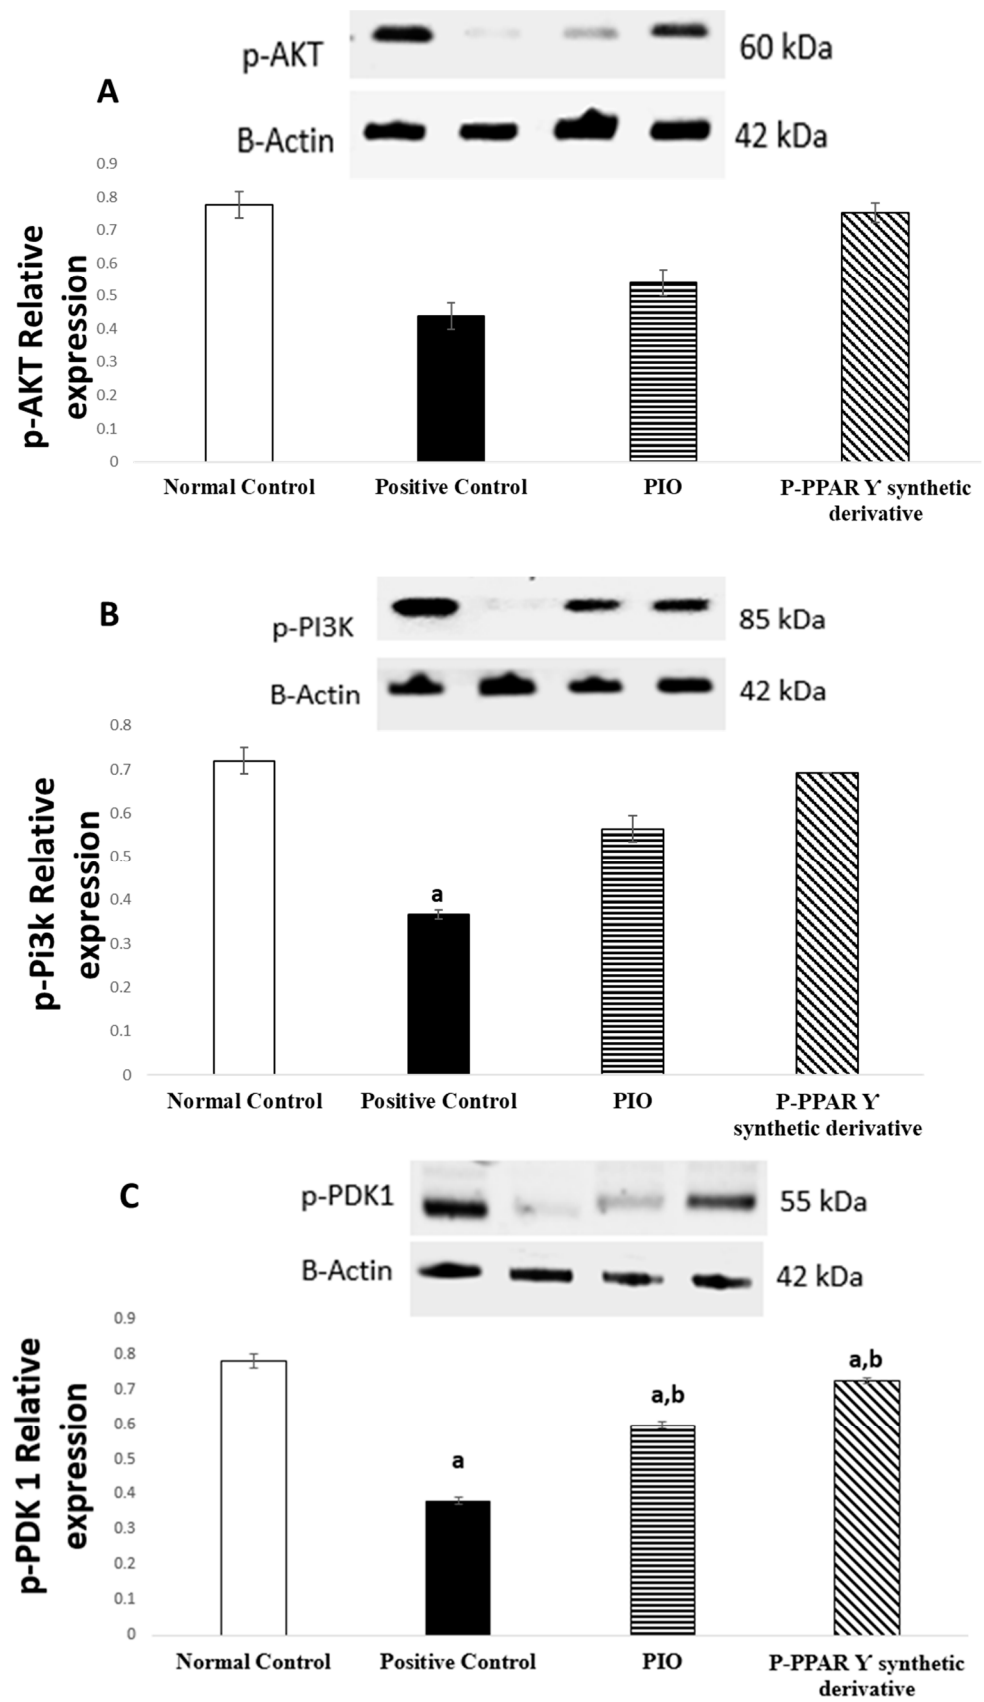 A
p-AKT
60 kDa
B-Actin
42 kDa
p-AKT Relative
expression
0.9
0.8
0.7
0.6
0.5
0.4
0.3
0.2
0.1
0
Normal Control
Positive Control
PIO
P-PPAR ϒ synthetic
derivative
B
p-PI3K
85 kDa
B-Actin
42 kDa
p-Pi3k Relative
expression
0.8
0.7
0.6
0.5
0.4
0.3
0.2
0.1
0
a
Normal Control
Positive Control
PIO
P-PPAR ϒ
synthetic derivative
C
p-PDK1
55 kDa
B-Actin
42 kDa
p-PDK 1 Relative
expression
0.9
0.8
0.7
0.6
0.5
0.4
0.3
0.2
0.1
0
a
a,b
a,b
Normal Control
Positive Control
PIO
P-PPAR ϒ synthetic
derivative